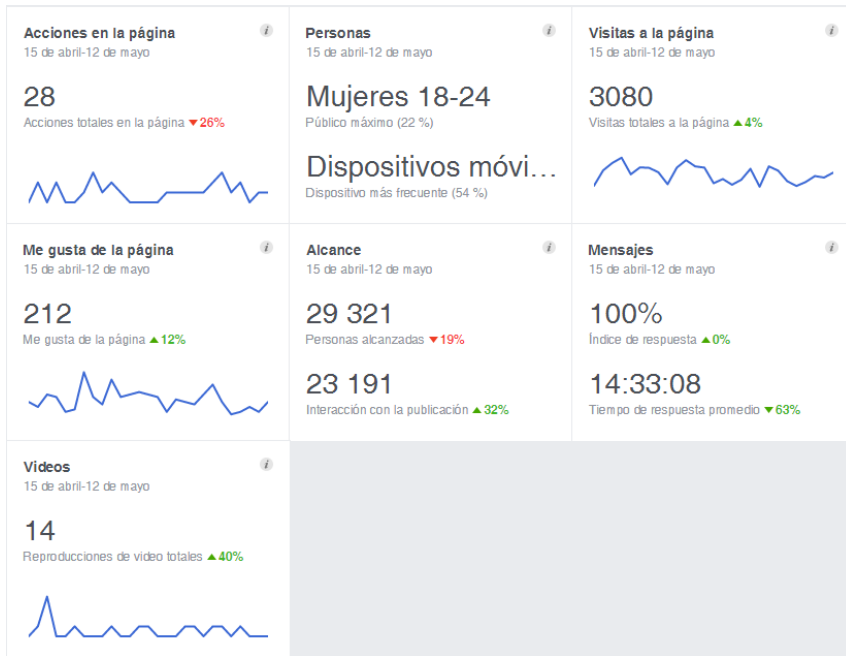 Acciones en la página
15 de abril-12 de mayo
28
Acciones totales en la página ▼26%
Personas
15 de abril-12 de mayo
Mujeres 18-24
Público máximo (22 %)
Dispositivos móvi...
Dispositivo más frecuente (54 %)
Visitas a la página
15 de abril-12 de mayo
3080
Visitas totales a la página ▲4%
Me gusta de la página
15 de abril-12 de mayo
212
Me gusta de la página ▲12%
Alcance
15 de abril-12 de mayo
29 321
Personas alcanzadas ▼19%
23 191
Interacción con la publicación ▲32%
Mensajes
15 de abril-12 de mayo
100%
Índice de respuesta ▲0%
14:33:08
Tiempo de respuesta promedio ▼63%
Videos
15 de abril-12 de mayo
14
Reproducciones de video totales ▲40%